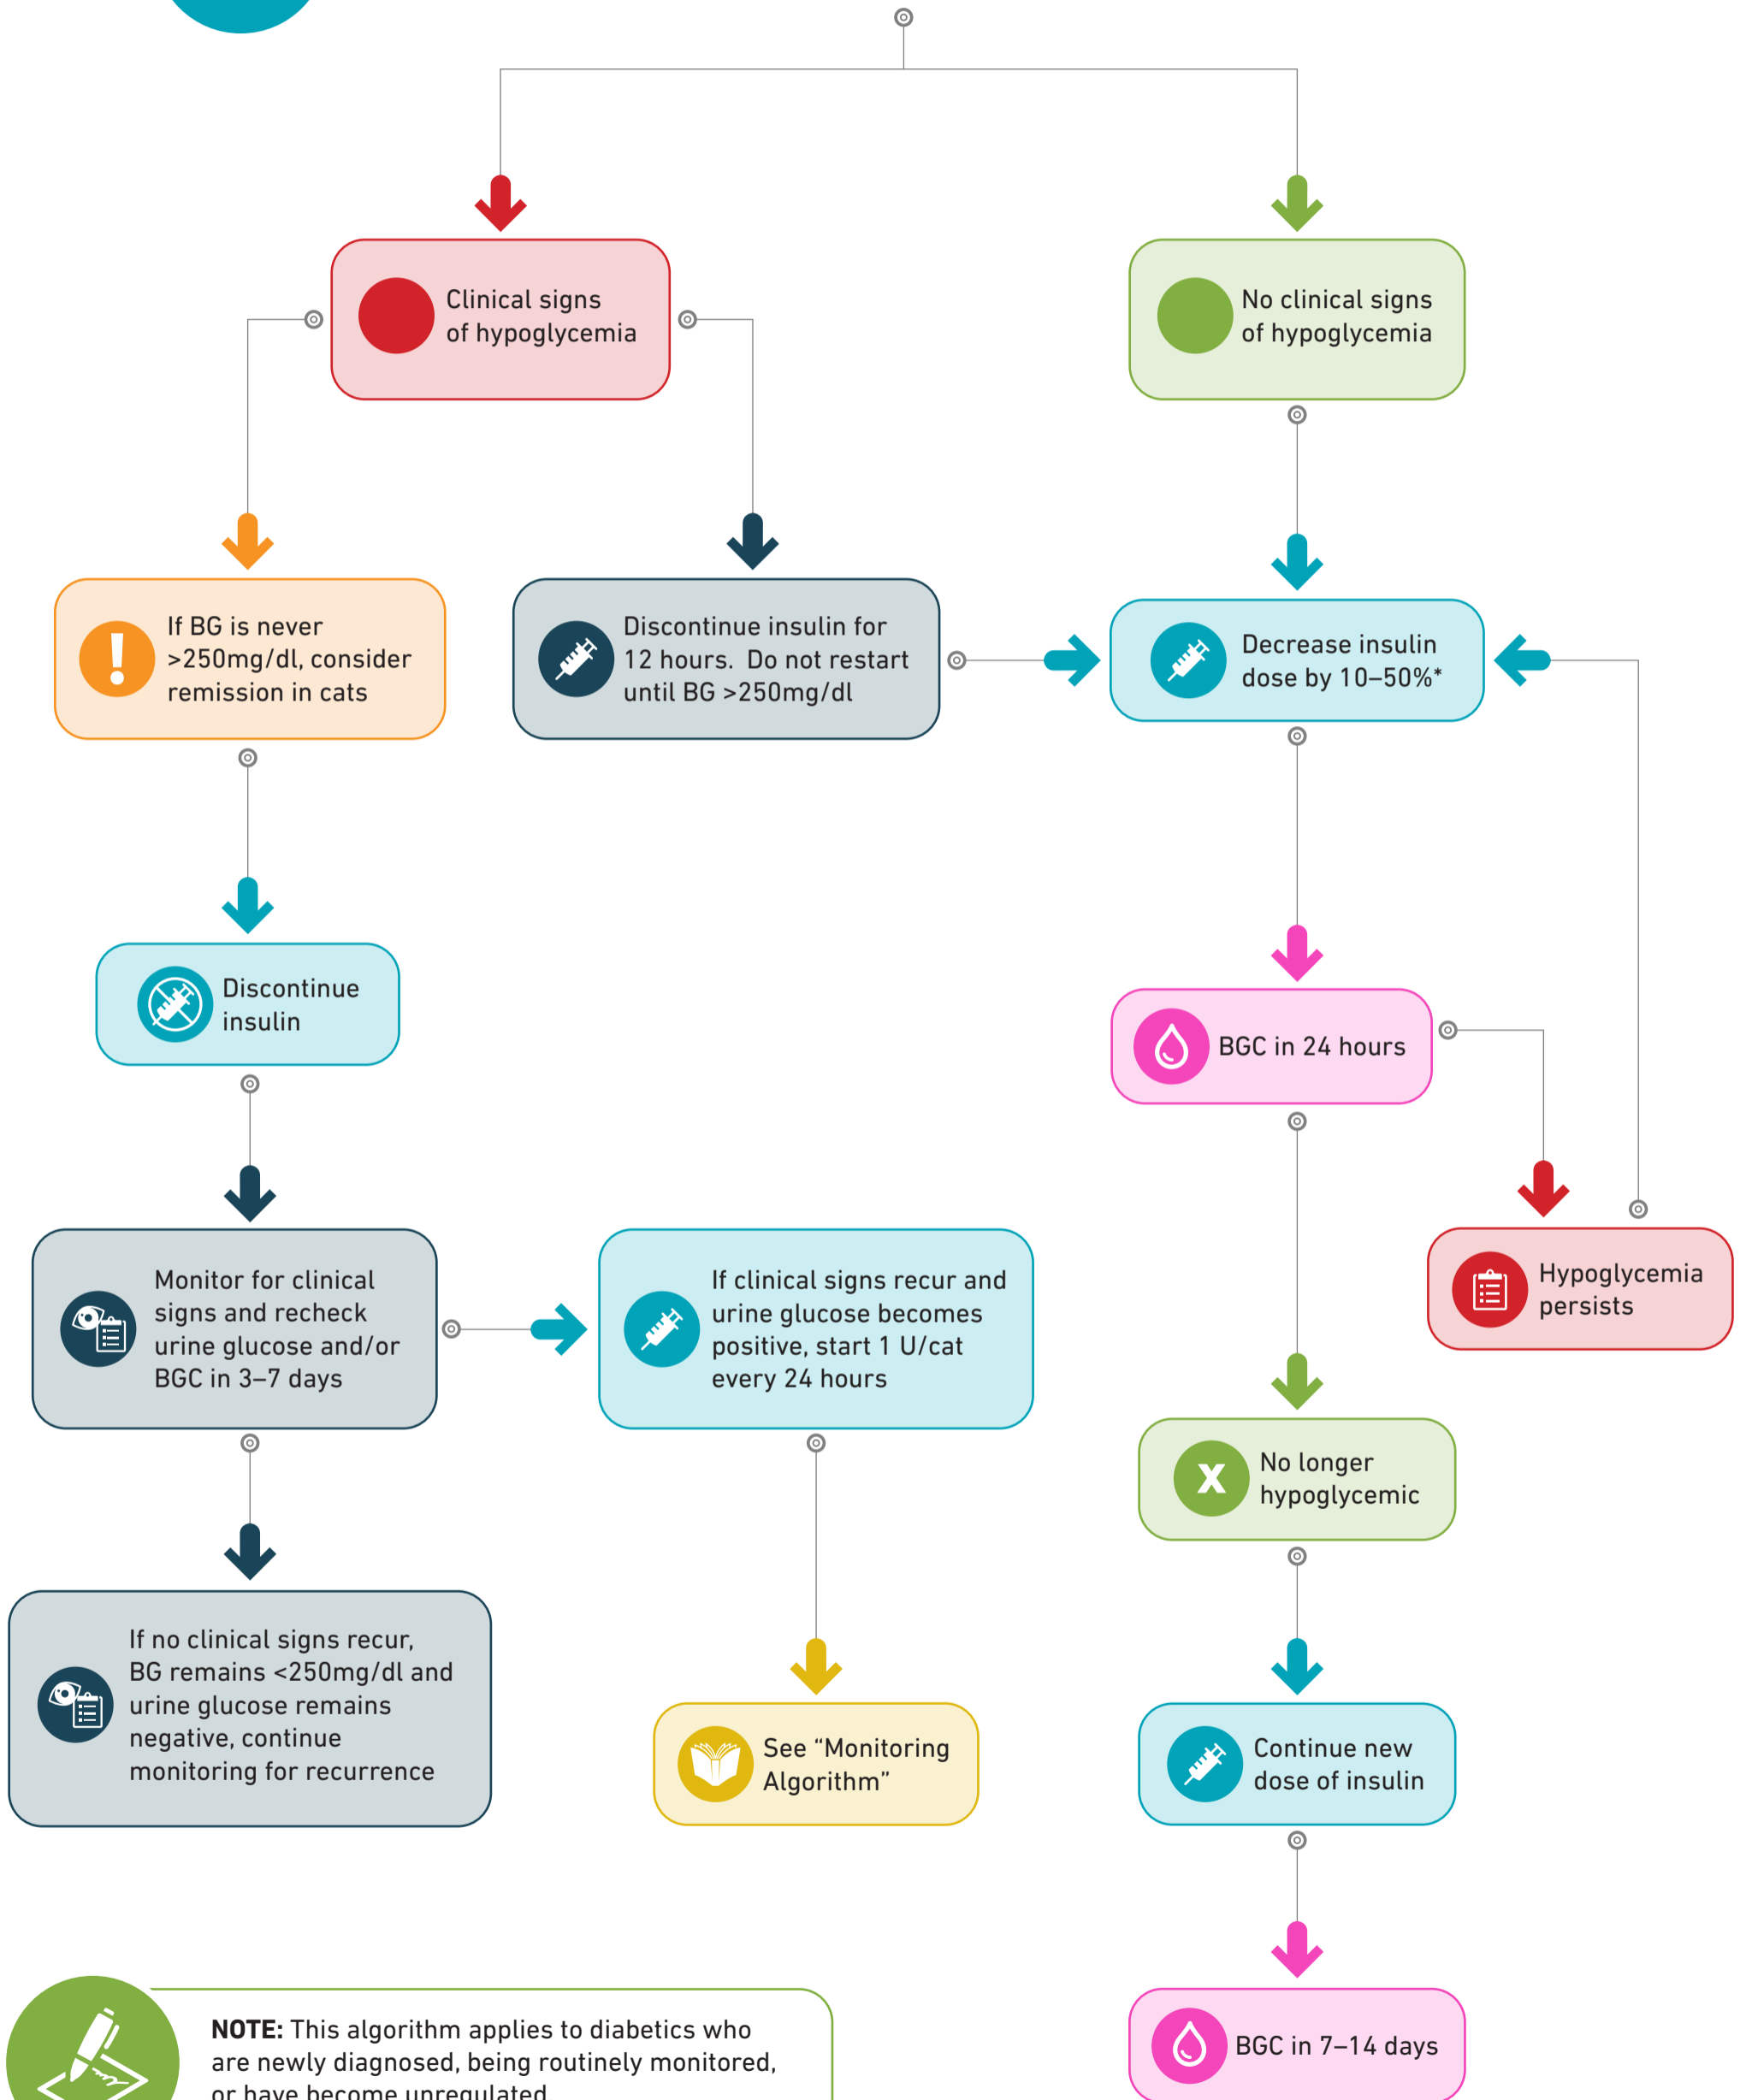 Clinical signs
of hypoglycemia
No clinical signs
of hypoglycemia
If BG is never
>250mg/dl, consider
remission in cats
Discontinue insulin for
12 hours.  Do not restart
until BG >250mg/dl
Decrease insulin
dose by 10–50%*
Discontinue
insulin
BGC in 24 hours
Monitor for clinical
signs and recheck
urine glucose and/or
BGC in 3–7 days
If clinical signs recur and
urine glucose becomes
positive, start 1 U/cat
every 24 hours
Hypoglycemia
persists
X
No longer
hypoglycemic
If no clinical signs recur,
BG remains <250mg/dl and
urine glucose remains
negative, continue
monitoring for recurrence
See “Monitoring
Algorithm”
Continue new
dose of insulin
BGC in 7–14 days
NOTE: This algorithm applies to diabetics who
are newly diagnosed, being routinely monitored,
or have become unregulated